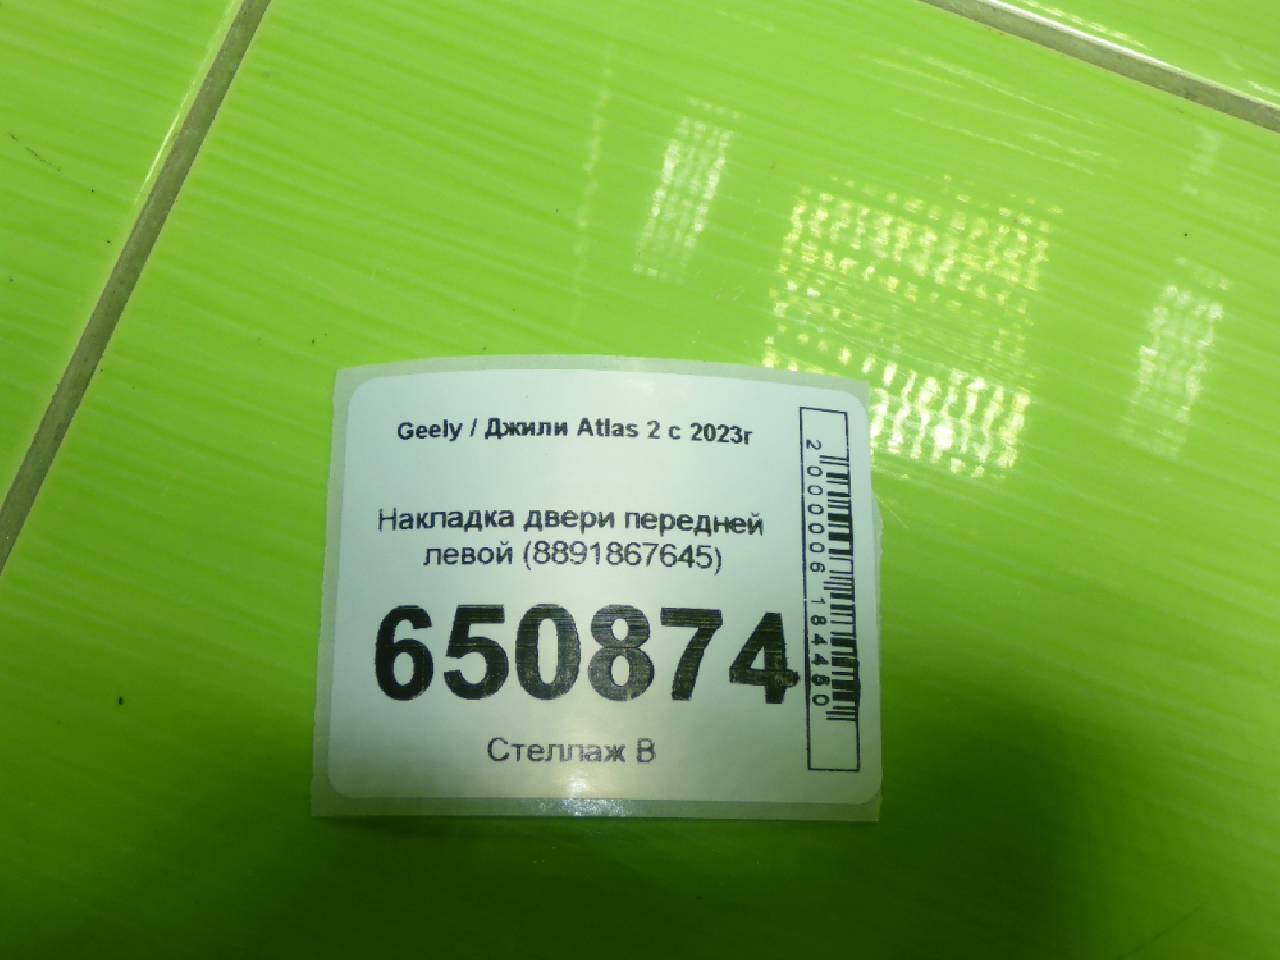 Geely / Джили Atlas 2 с 2023г
Накладка двери передней
левой (8891867645)
650874
Стеллаж В
2000006184460